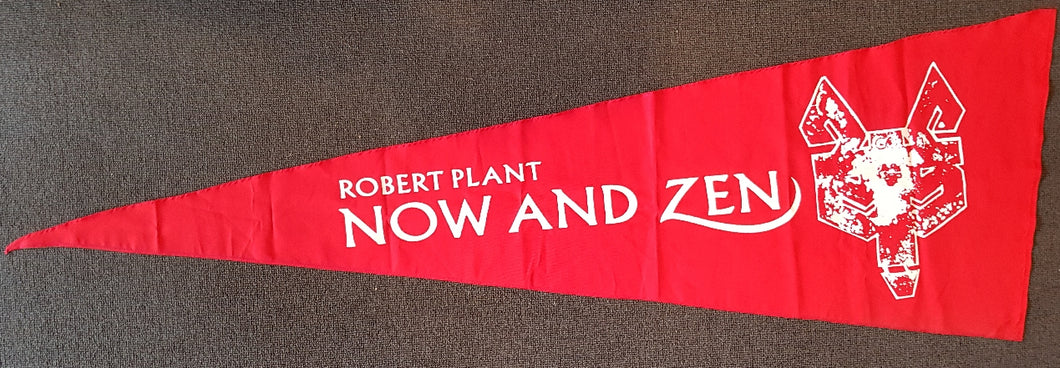 ROBERT PLANT
NOW AND ZEN